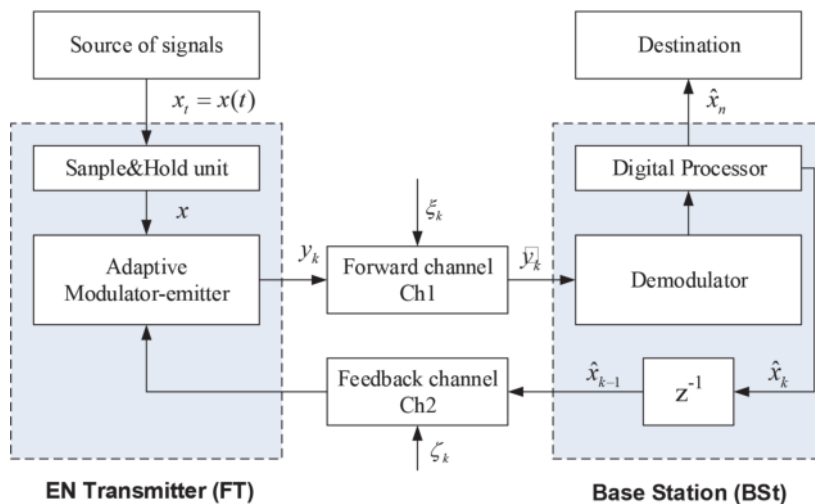 Source of signals
Destination
x_t = x(t)
x̂_n
Sanple&Hold unit
Digital Processor
x
ξ_k
Adaptive
Modulator-emitter
y_k
Forward channel
Ch1
ỹ_k
Demodulator
Feedback channel
Ch2
x̂_{k-1}
z^{-1}
x̂_k
ζ_k
EN Transmitter (FT)
Base Station (BSt)